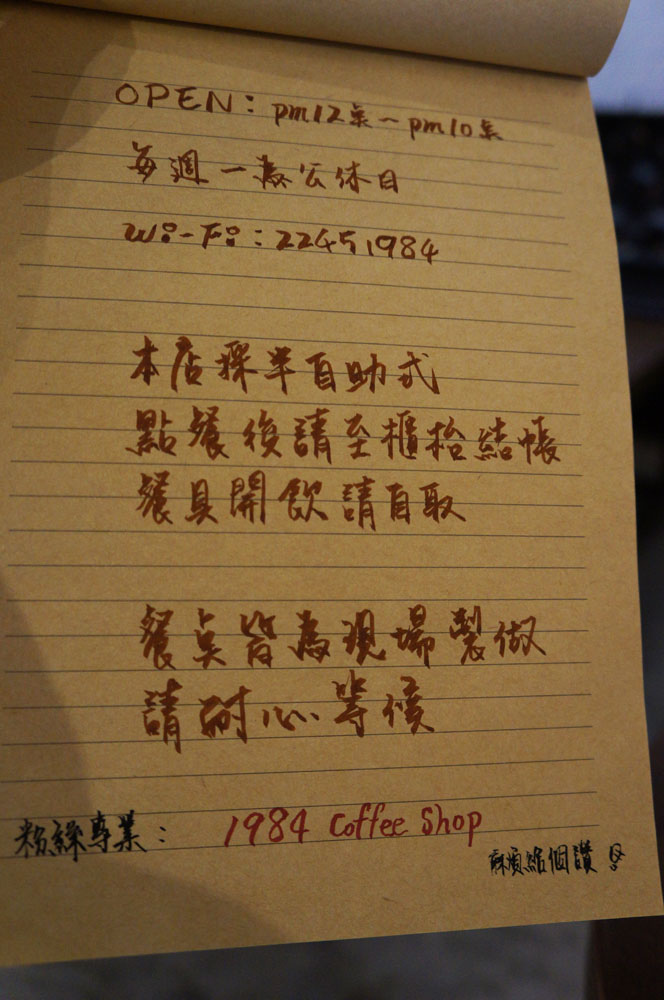 OPEN：pm12点～pm10点
每週一為公休日
Wi-Fi：22451984
本店採半自助式
點餐後請至櫃枱結帳
餐具開飲請自取
餐点皆為現場製做
請耐心等候
粉絲專業： 1984 Coffee Shop
麻煩給個讚